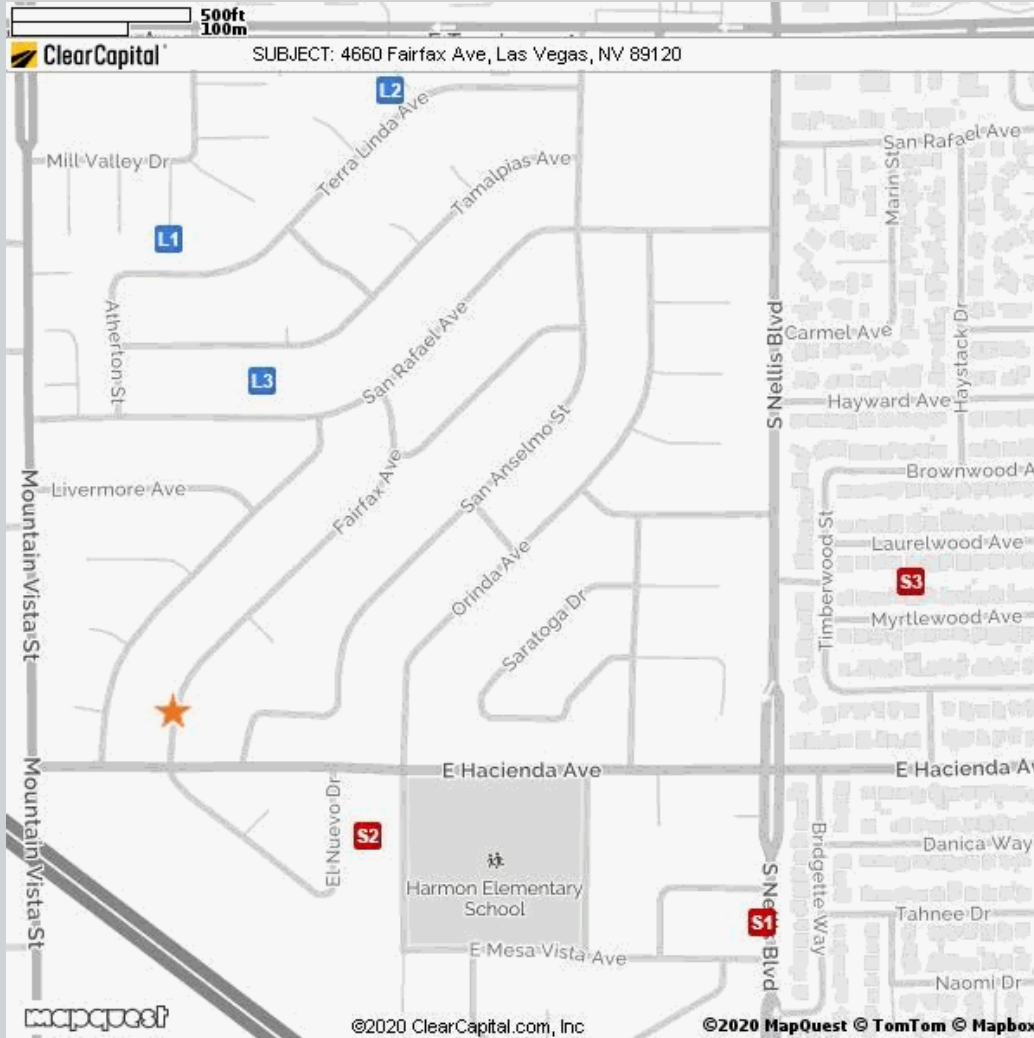 500ft
100m
ClearCapital
SUBJECT: 4660 Fairfax Ave, Las Vegas, NV 89120
L2
Terra Linda Ave
San Rafael Ave
Mill Valley Dr
Tamalpias Ave
Marin St
L1
Atherton St
San Rafael Ave
S Nellis Blvd
Carmel Ave
Haystack Dr
L3
Hayward Ave
Fairfax Ave
San Anselmo St
Brownwood A
Livermore Ave
Mountain Vista St
Timberwood St
Laurelwood Ave
Orinda Ave
S3
Saratoga Dr
Myrtlewood Ave
E Hacienda Ave
E Hacienda Av
Mountain Vista St
El Nuevo Dr
S2
Bridgette Way
Danica Way
Harmon Elementary
School
S1
S Nellis Blvd
Tahnee Dr
E Mesa Vista Ave
Naomi Dr
mapquest
©2020 ClearCapital.com, Inc
©2020 MapQuest © TomTom © Mapbox